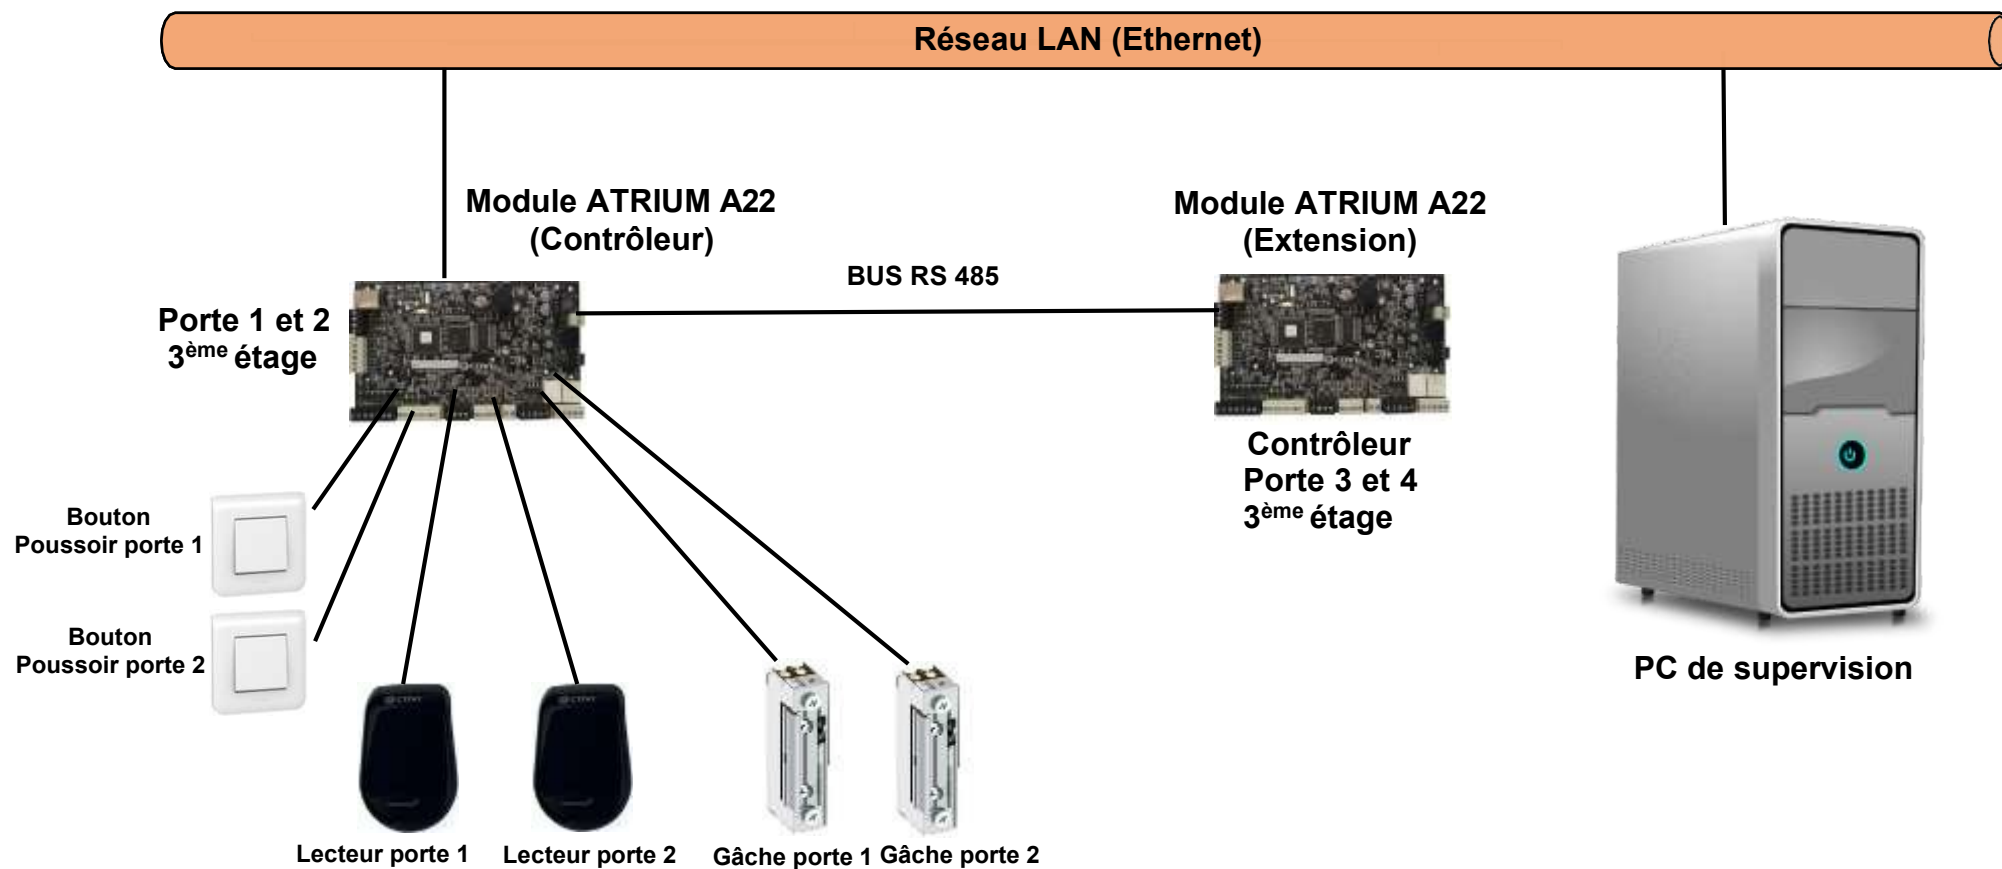 Réseau LAN (Ethernet)
Module ATRIUM A22
(Contrôleur)
Module ATRIUM A22
(Extension)
BUS RS 485
Porte 1 et 2
3ème étage
Contrôleur
Porte 3 et 4
3ème étage
Bouton
Poussoir porte 1
Bouton
Poussoir porte 2
PC de supervision
Lecteur porte 1
Lecteur porte 2
Gâche porte 1
Gâche porte 2